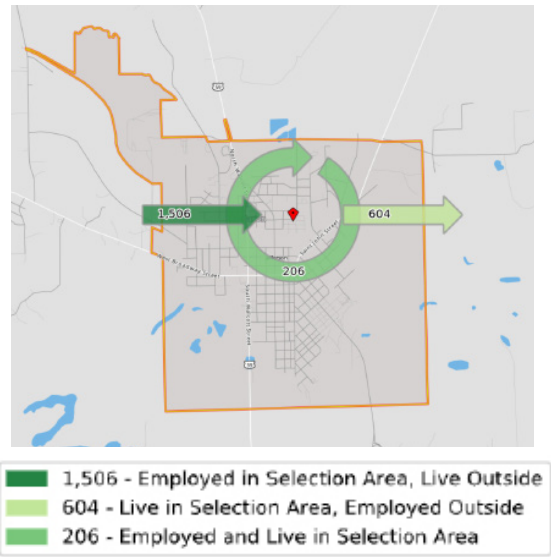 1,506
604
206
1,506 - Employed in Selection Area, Live Outside
604 - Live in Selection Area, Employed Outside
206 - Employed and Live in Selection Area